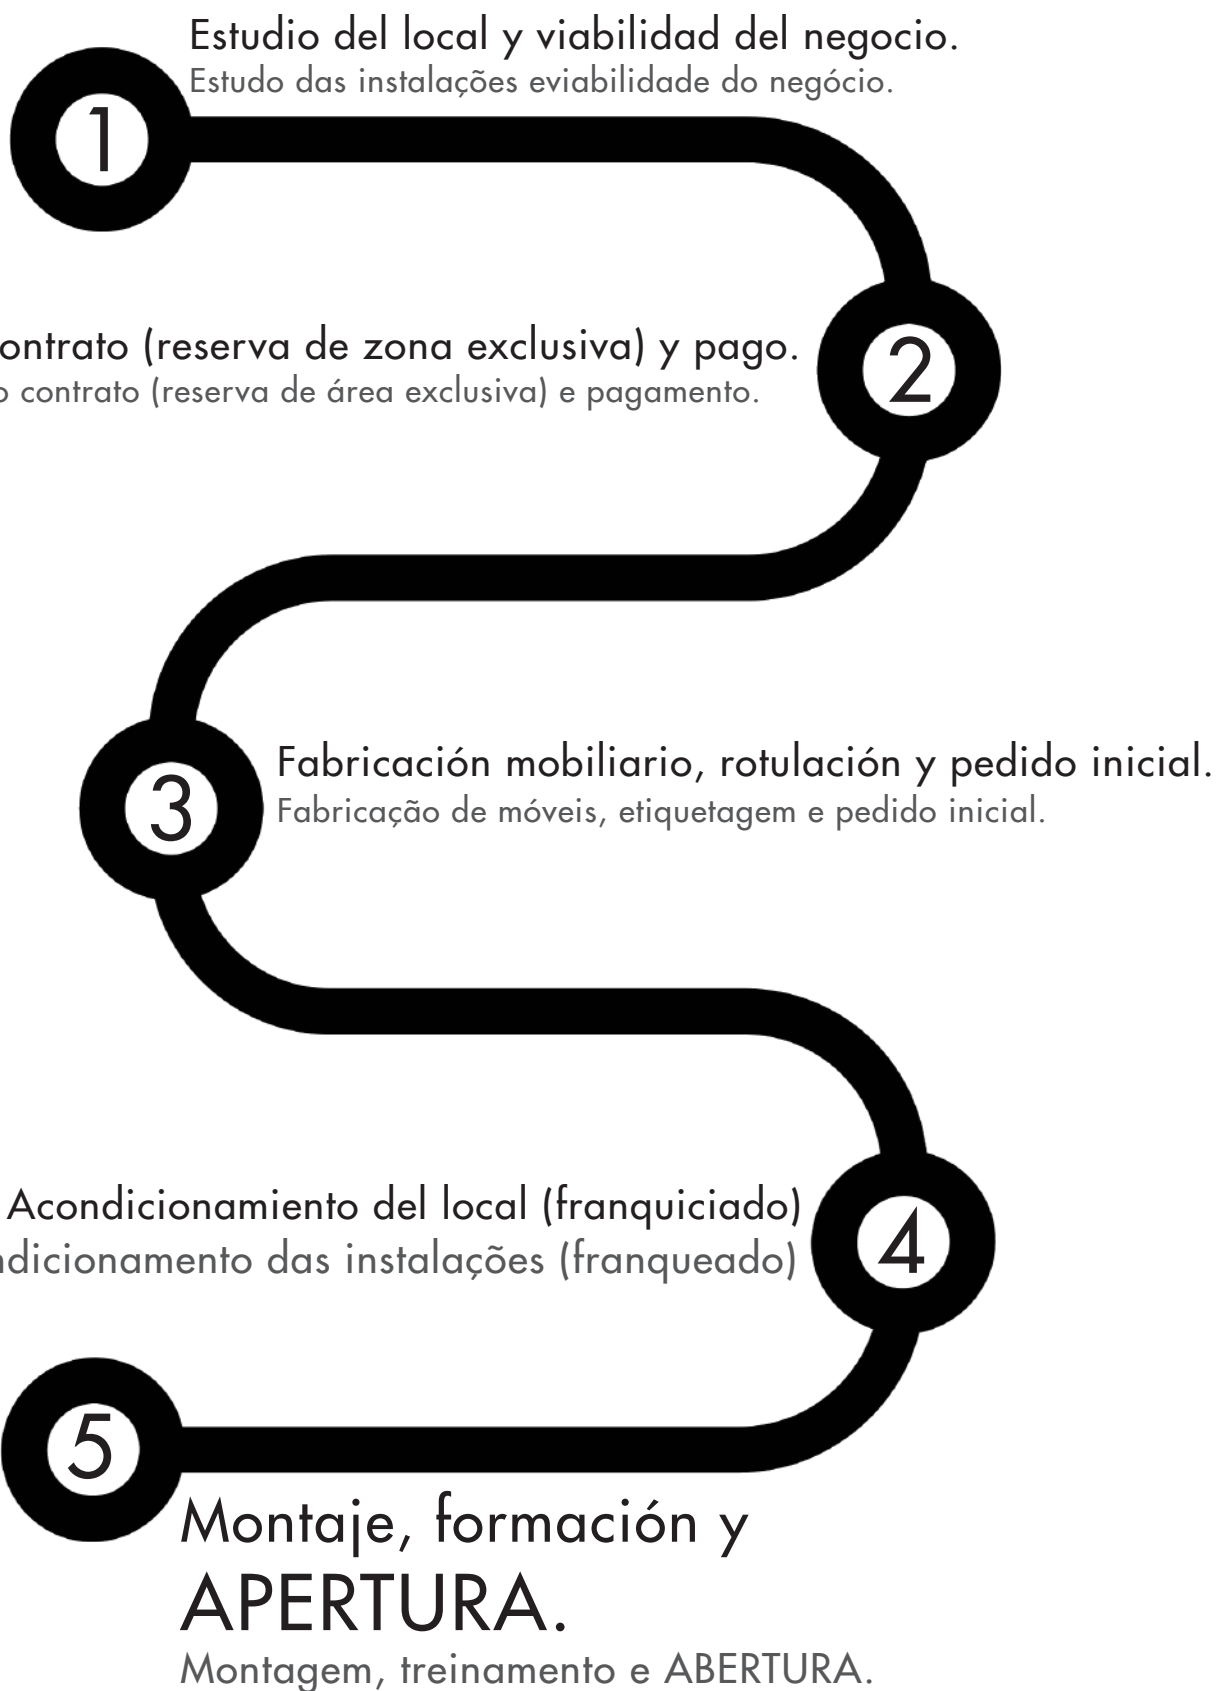 Estudio del local y viabilidad del negocio.
Estudo das instalações eviabilidade do negócio.
1
(reserva de zona exclusiva) y pago.
2
contrato (reserva de área exclusiva) e pagamento.
3
Fabricación mobiliario, rotulación y pedido inicial.
Fabricação de móveis, etiquetagem e pedido inicial.
Acondicionamiento del local (franquiciado)
4
das instalações (franqueado)
5
Montaje, formación y
APERTURA.
Montagem, treinamento e ABERTURA.